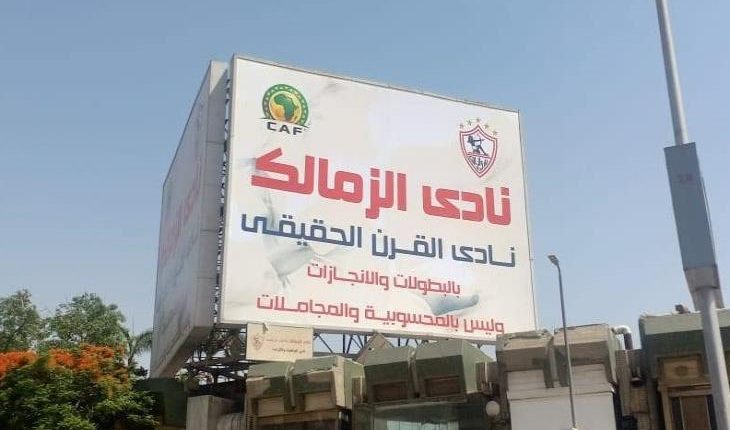 CAF
نادى الزمالك
نادى القرن الحقيقى
بالبطولات والانجازات
وليس بالمحسوبية والمجاملات